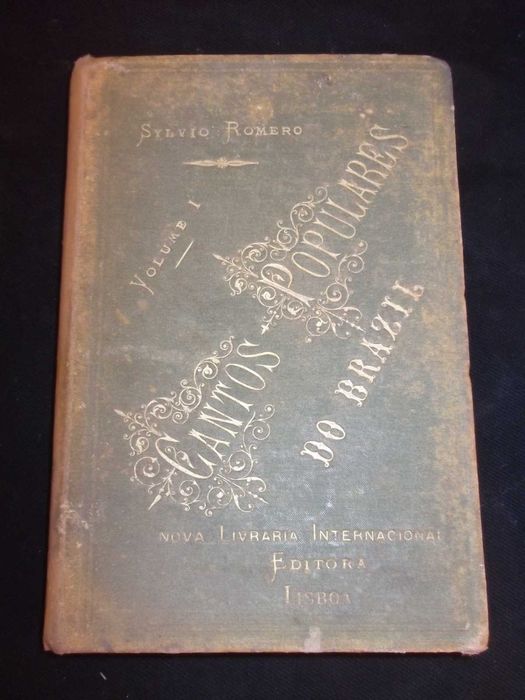 SYLVIO ROMERO
VOLUME I
CANTOS
POPULARES
DO BRAZIL
NOVA LIVRARIA INTERNACIONAL
EDITORA
LISBOA